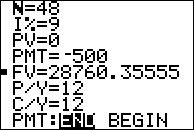 N=48
I%=9
PV=0
PMT=-500
FV=28760.35555
P/Y=12
C/Y=12
PMT:END BEGIN